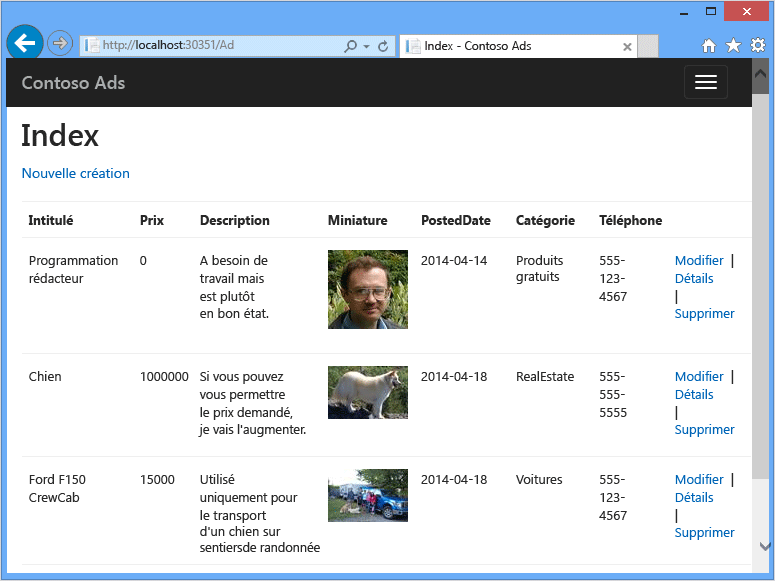 http://localhost:30351/Ad
Index - Contoso Ads
Contoso Ads
Index
Nouvelle création
Intitulé Prix Description Miniature PostedDate Catégorie Téléphone
Programmation
rédacteur
0
A besoin de
travail mais
est plutôt
en bon état.
2014-04-14
Produits
gratuits
555-
123-
4567
Modifier |
Détails
|
Supprimer
Chien
1000000
Si vous pouvez
vous permettre
le prix demandé,
je vais l'augmenter.
2014-04-18
RealEstate
555-
555-
5555
Modifier |
Détails
|
Supprimer
Ford F150
CrewCab
15000
Utilisé
uniquement pour
le transport
d'un chien sur
sentiersde randonnée
2014-04-18
Voitures
555-
123-
4567
Modifier |
Détails
|
Supprimer